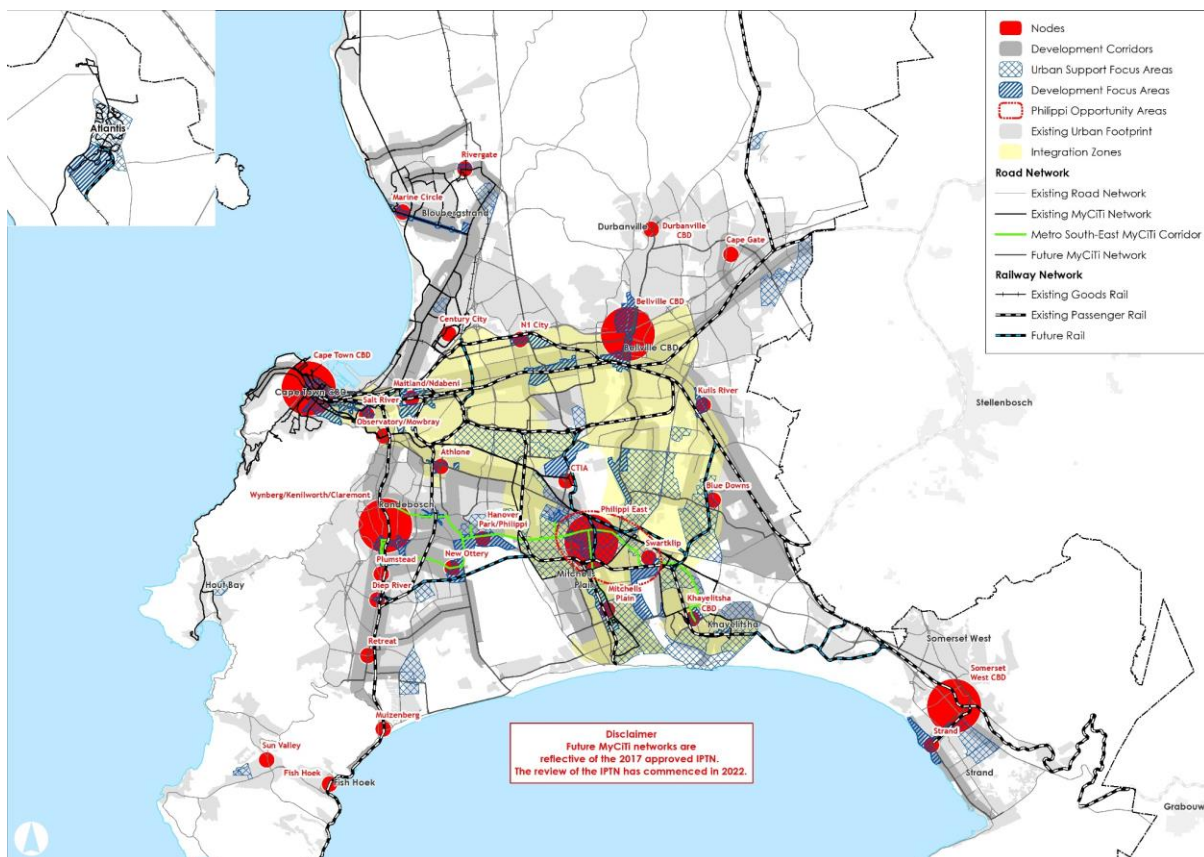 Atlantis
Rivergate
Marine Circle
Bloubergstrand
Durbanville
Durbanville
CBD
Cape Gate
Bellville CBD
Bellville CBD
Century City
N1 City
Cape Town CBD
Cape Town CBD
Maitland/Ndabeni
Salt River
Observatory/Mowbray
Kuils River
Stellenbosch
Athlone
CTIA
Blue Downs
Wynberg/Kenilworth/Claremont
Rondebosch
Hanover
Park/Philippi
Philippi East
Swartklip
New Ottery
Plumstead
Mitchells
Plain
Mitchells
Plain
Diep River
Hout Bay
Khayelitsha
CBD
Khayelitsha
Retreat
Somerset West
Somerset
West CBD
Muizenberg
Strand
Strand
Sun Valley
Fish Hoek
Fish Hoek
Grabouw
Disclaimer
Future MyCiTi networks are
reflective of the 2017 approved IPTN.
The review of the IPTN has commenced in 2022.
Nodes
Development Corridors
Urban Support Focus Areas
Development Focus Areas
Philippi Opportunity Areas
Existing Urban Footprint
Integration Zones
Road Network
Existing Road Network
Existing MyCiTi Network
Metro South-East MyCiTi Corridor
Future MyCiTi Network
Railway Network
Existing Goods Rail
Existing Passenger Rail
Future Rail